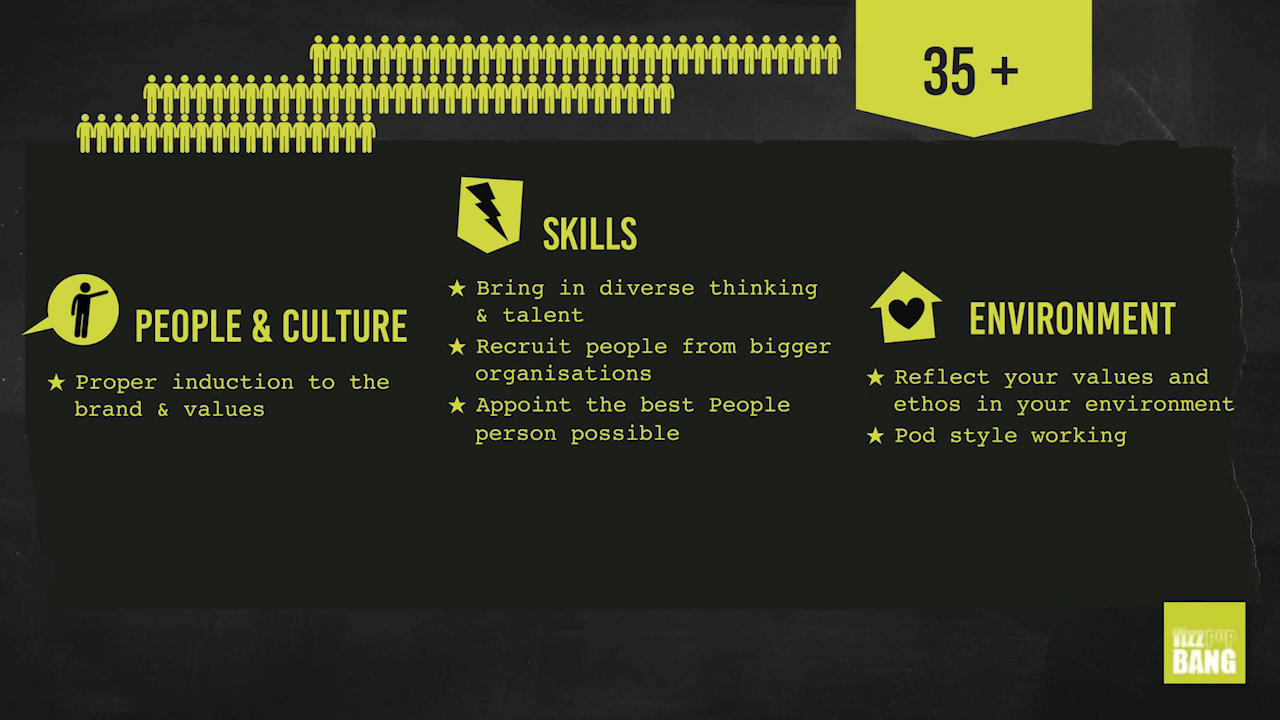 35 +
PEOPLE & CULTURE
★ Proper induction to the
brand & values
SKILLS
★ Bring in diverse thinking
& talent
★ Recruit people from bigger
organisations
★ Appoint the best People
person possible
ENVIRONMENT
★ Reflect your values and
ethos in your environment
★ Pod style working
fizz pop
BANG